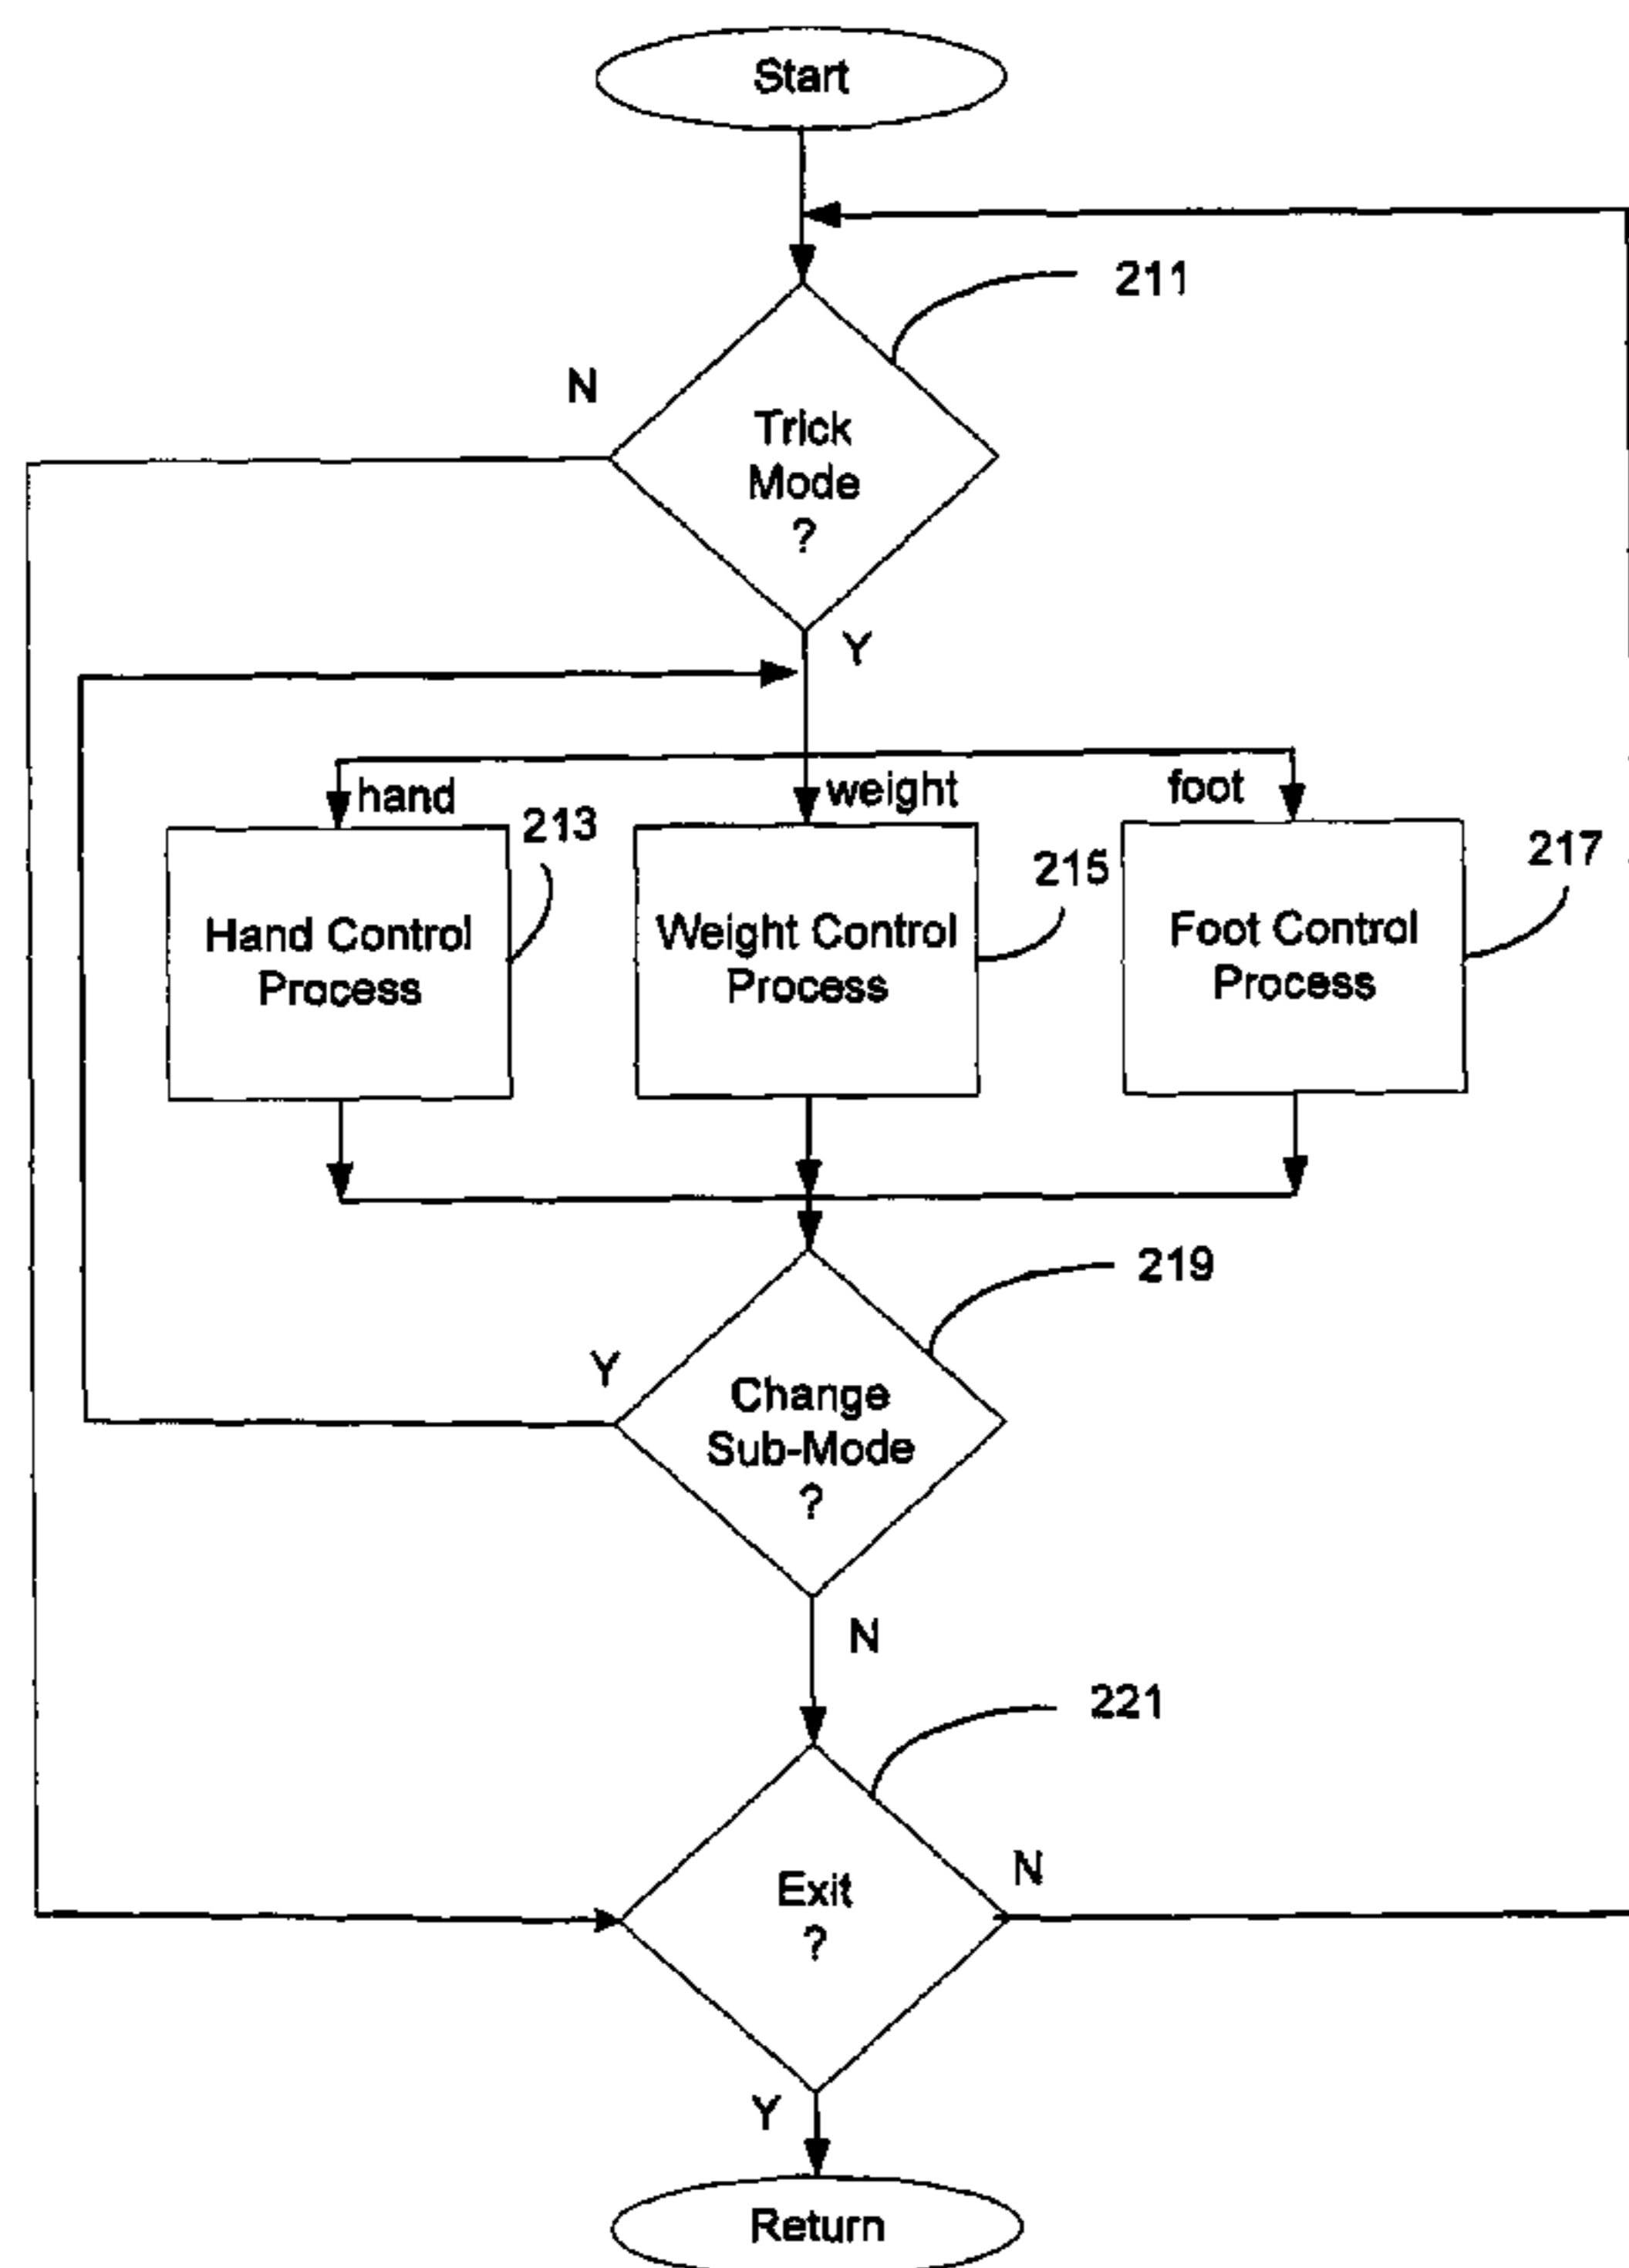 Start
211
N
Trick
Mode
?
Y
hand
213
weight
215
foot
217
Hand Control
Process
Weight Control
Process
Foot Control
Process
219
Y
Change
Sub-Mode
?
N
221
Exit
?
N
Y
Return